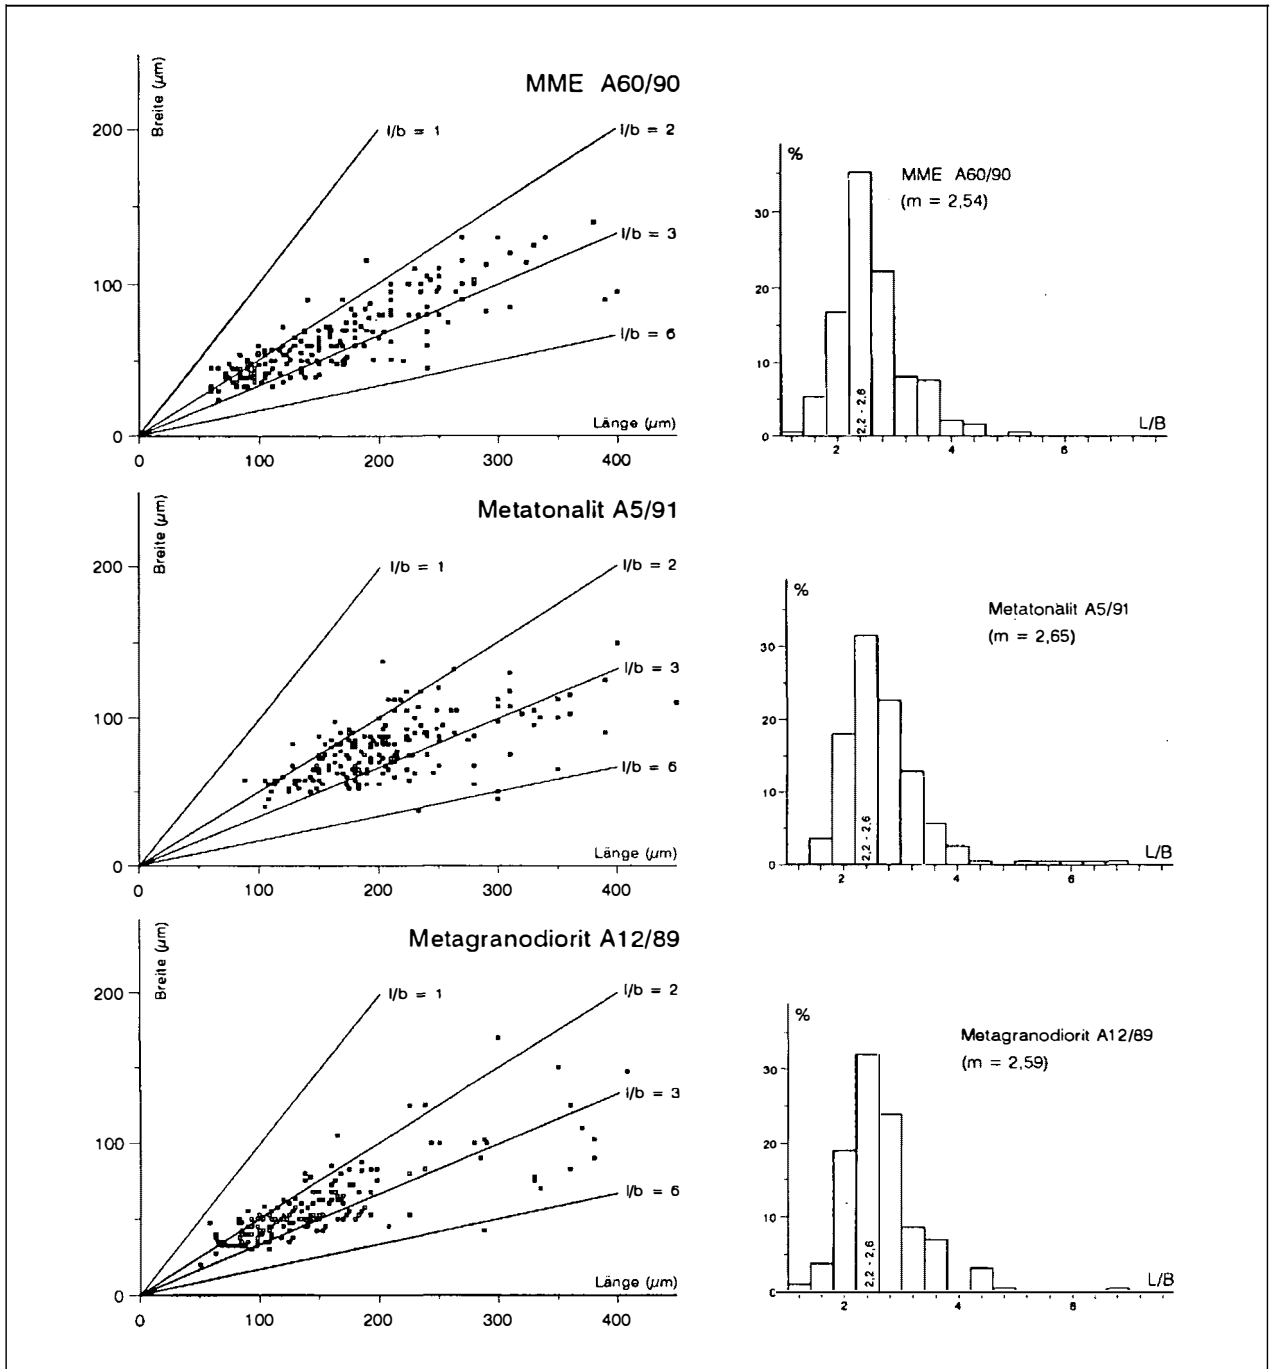 MME A60/90
Breite (µm)
200
100
0
l/b = 1
l/b = 2
l/b = 3
l/b = 6
Länge (µm)
0 100 200 300 400
%
MME A60/90
(m = 2,54)
30
20
10
0
2,2 - 2,6
L/B
2 4 6
Metatonalit A5/91
Breite (µm)
200
100
0
l/b = 1
l/b = 2
l/b = 3
l/b = 6
Länge (µm)
0 100 200 300 400
%
Metatonalit A5/91
(m = 2,65)
30
20
10
0
2,2 - 2,6
L/B
2 4 6
Metagranodiorit A12/89
Breite (µm)
200
100
0
l/b = 1
l/b = 2
l/b = 3
l/b = 6
Länge (µm)
0 100 200 300 400
%
Metagranodiorit A12/89
(m = 2,59)
30
20
10
0
2,2 - 2,6
L/B
2 4 6